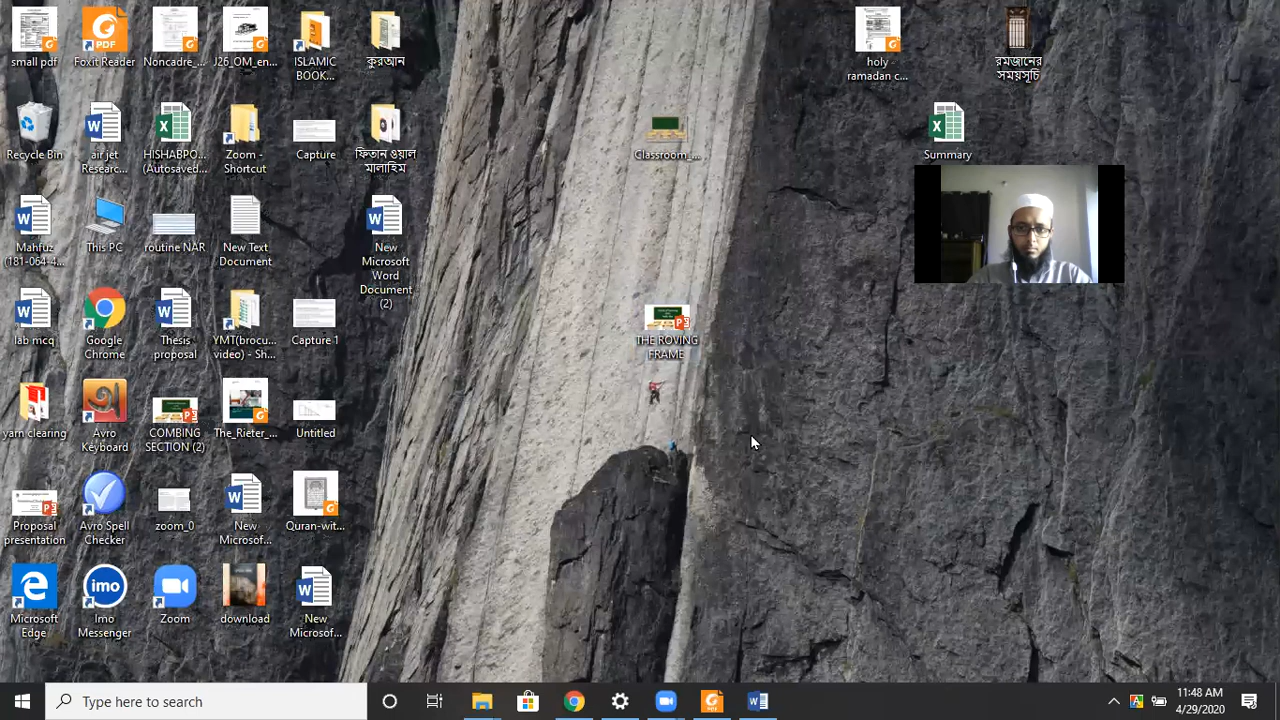 small pdf
Foxit Reader
Noncadre_...
J26_OM_en...
ISLAMIC
BOOK...
কুরআন
holy
ramadan c...
রমজানের
সময়সূচি
Recycle Bin
air jet
Researc...
HISHABPO...
(Autosaved...
Zoom -
Shortcut
Capture
ফিতান ওয়াল
মালাহিম
Classroom_...
Summary
Mahfuz
(181-064-4...
This PC
routine NAR
New Text
Document
New
Microsoft
Word
Document
(2)
lab mcq
Google
Chrome
Thesis
proposal
YMT(brocu...
video) - Sh...
Capture 1
THE ROVING
FRAME
yarn clearing
Avro
Keyboard
COMBING
SECTION (2)
The_Rieter_...
Untitled
Proposal
presentation
Avro Spell
Checker
zoom_0
New
Microsof...
Quran-wit...
Microsoft
Edge
imo
Imo
Messenger
Zoom
download
New
Microsof...
Type here to search
11:48 AM
4/29/2020